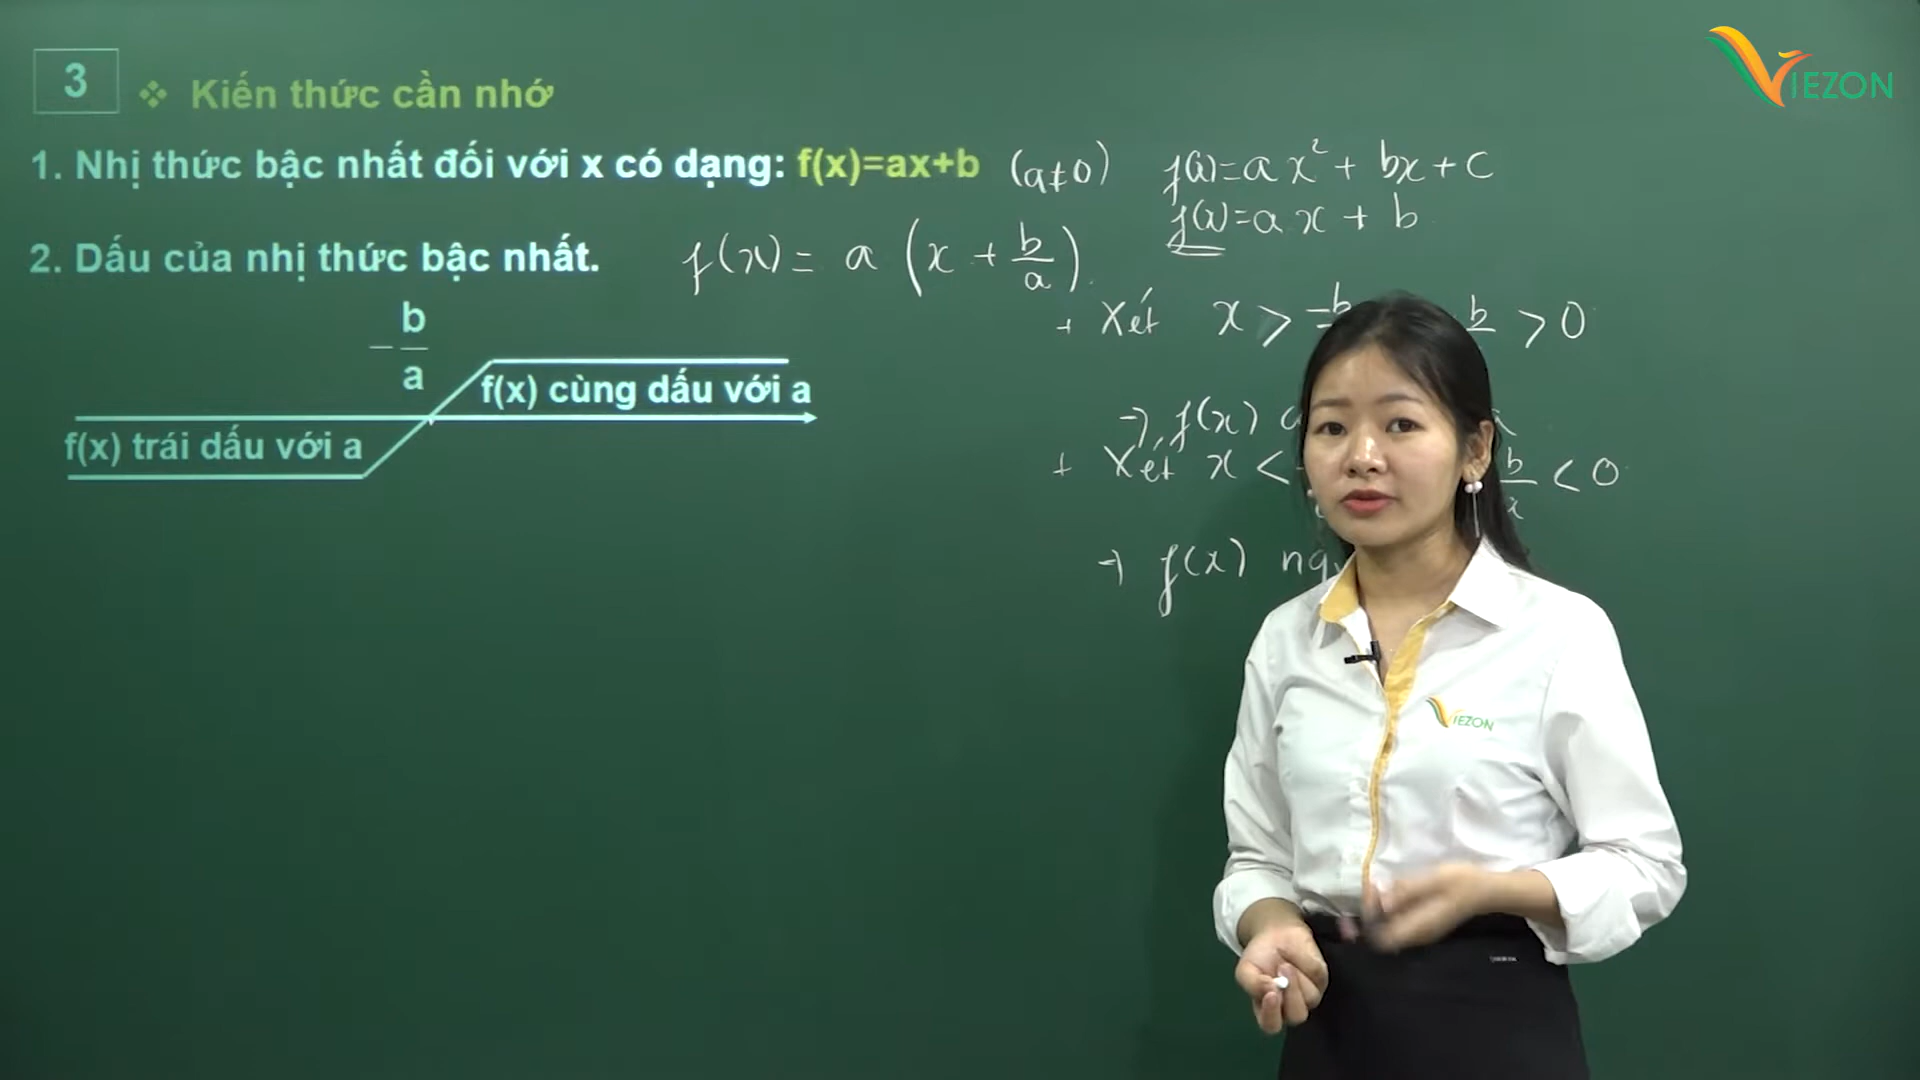 VIEZON
3
❖ Kiến thức cần nhớ
1. Nhị thức bậc nhất đối với x có dạng: f(x)=ax+b (a≠0)
f(x)=ax²+bx+c
f(x)=ax+b
2. Dấu của nhị thức bậc nhất.
f(x) = a (x + b/a)
+ Xét x > -b
b > 0
-b/a
f(x) cùng dấu với a
f(x) trái dấu với a
→ f(x)
+ Xét x <
b < 0
→ f(x)
VIEZON